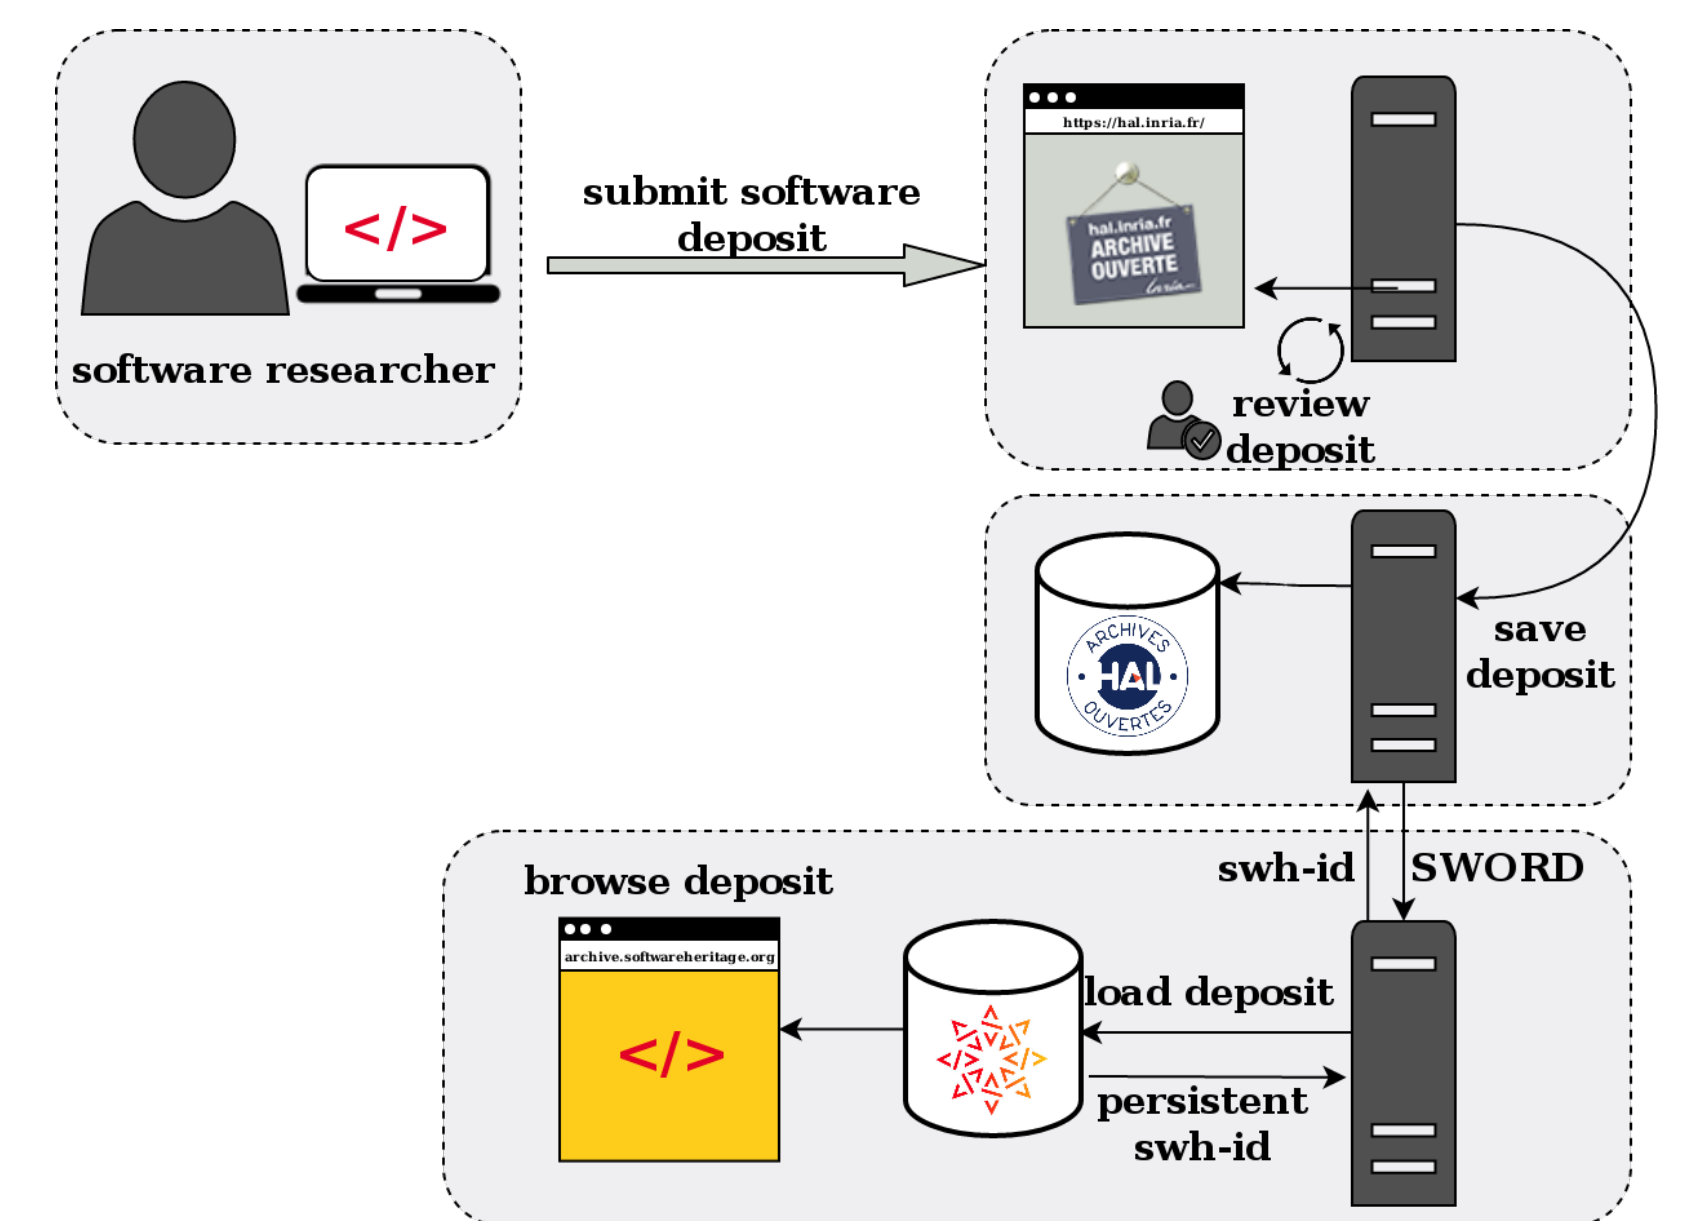 </>
software researcher
submit software
deposit
https://hal.inria.fr/
hal.Inria.fr
ARCHIVE
OUVERTE
Inria
review
deposit
ARCHIVES
HAL
OUVERTES
save
deposit
swh-id
SWORD
browse deposit
archive.softwareheritage.org
</>
load deposit
persistent
swh-id